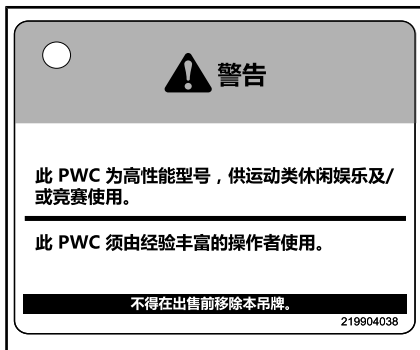 警告
此 PWC 为高性能型号，供运动类休闲娱乐及/
或竞赛使用。
此 PWC 须由经验丰富的操作者使用。
不得在出售前移除本吊牌。
219904038